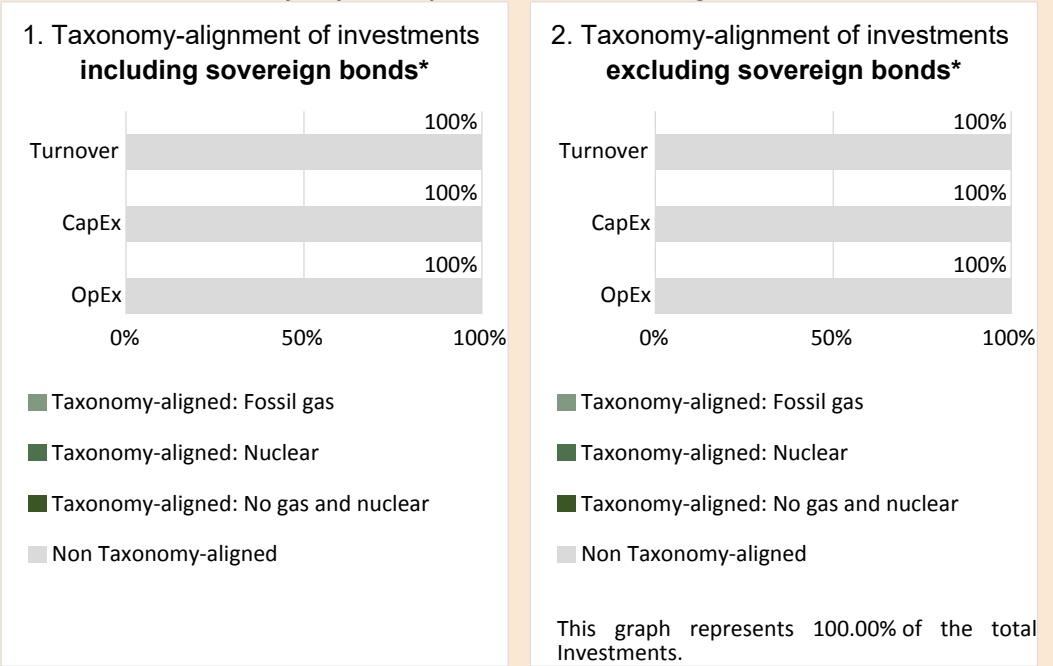 1. Taxonomy-alignment of investments
including sovereign bonds*
100%
Turnover
100%
CapEx
100%
OpEx
0% 50% 100%
Taxonomy-aligned: Fossil gas
Taxonomy-aligned: Nuclear
Taxonomy-aligned: No gas and nuclear
Non Taxonomy-aligned
2. Taxonomy-alignment of investments
excluding sovereign bonds*
100%
Turnover
100%
CapEx
100%
OpEx
0% 50% 100%
Taxonomy-aligned: Fossil gas
Taxonomy-aligned: Nuclear
Taxonomy-aligned: No gas and nuclear
Non Taxonomy-aligned
This graph represents 100.00% of the total
Investments.